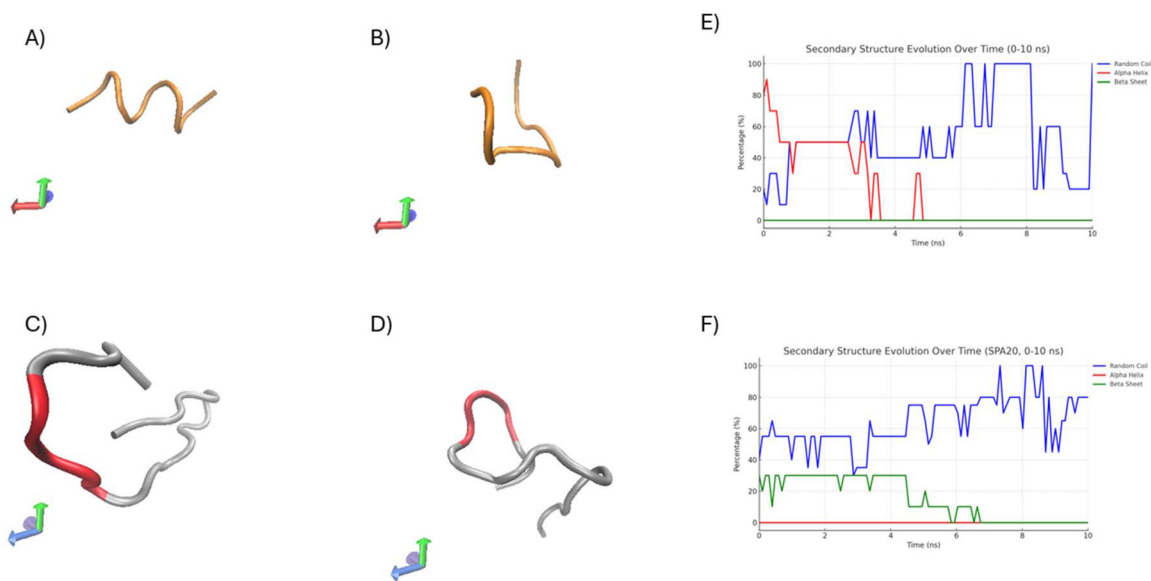 A)
B)
E)
Secondary Structure Evolution Over Time (0-10 ns)
Random Coil
Alpha Helix
Beta Sheet
Percentage (%)
100
80
60
40
20
0
0 2 4 6 8 10
Time (ns)
C)
D)
F)
Secondary Structure Evolution Over Time (SPA20, 0-10 ns)
Random Coil
Alpha Helix
Beta Sheet
Percentage (%)
100
80
60
40
20
0
0 2 4 6 8 10
Time (ns)